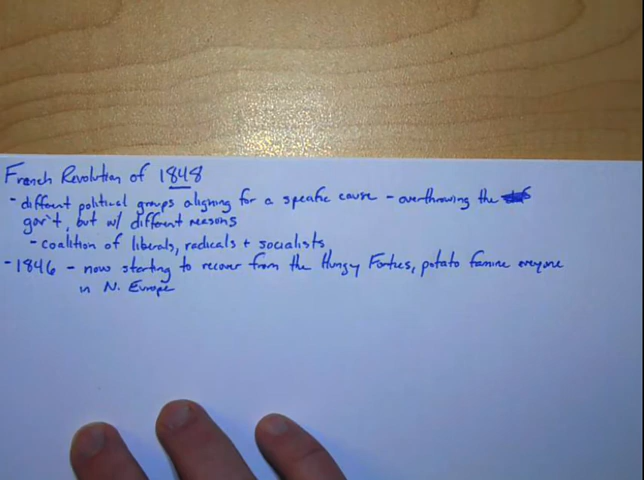 French Revolution of 1848
- different political groups aligning for a specific cause - overthrowing the
gov't, but w/ different reasons
- coalition of liberals, radicals + socialists
- 1846 - now starting to recover from the Hungry Forties, potato famine everyone
in N. Europe